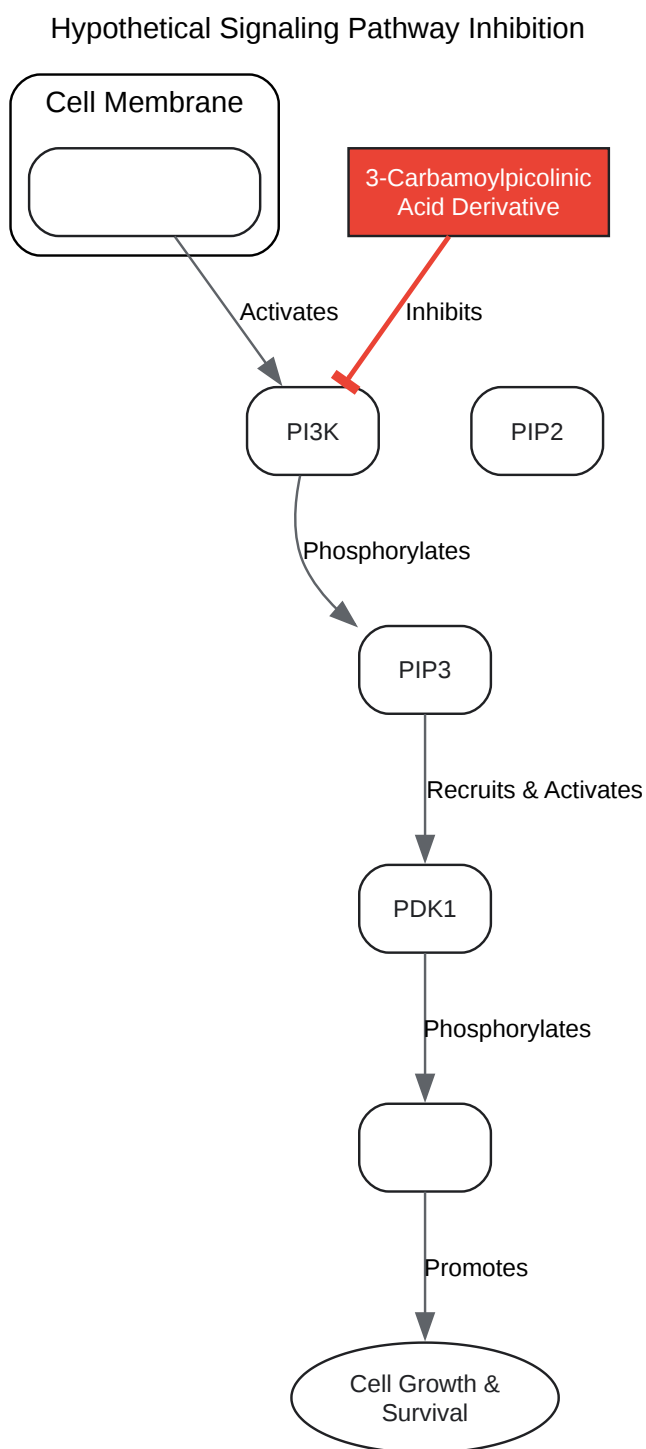 Hypothetical Signaling Pathway Inhibition
Cell Membrane
3-Carbamoylpicolinic
Acid Derivative
Activates
Inhibits
PI3K
PIP2
Phosphorylates
PIP3
Recruits & Activates
PDK1
Phosphorylates
Promotes
Cell Growth &
Survival